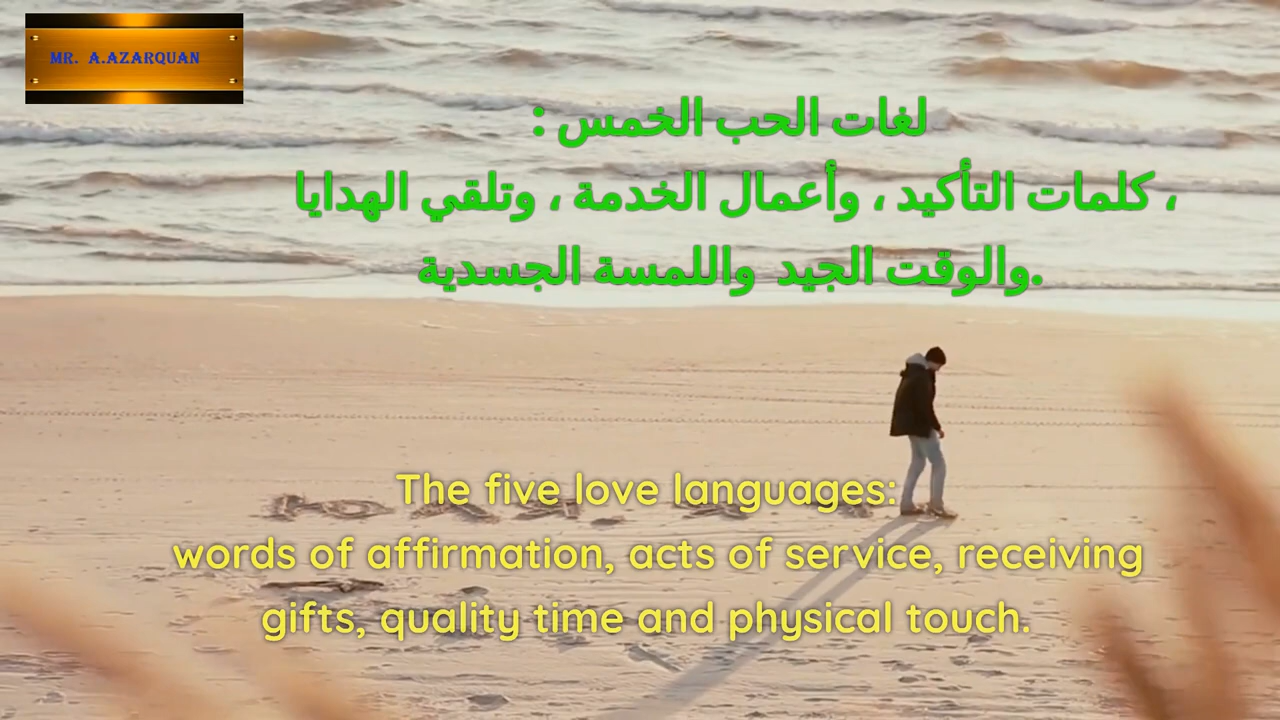 MR. A.AZARQUAN
لغات الحب الخمس :
، كلمات التأكيد ، وأعمال الخدمة ، وتلقي الهدايا
.والوقت الجيد واللمسة الجسدية
The five love languages:
words of affirmation, acts of service, receiving
gifts, quality time and physical touch.